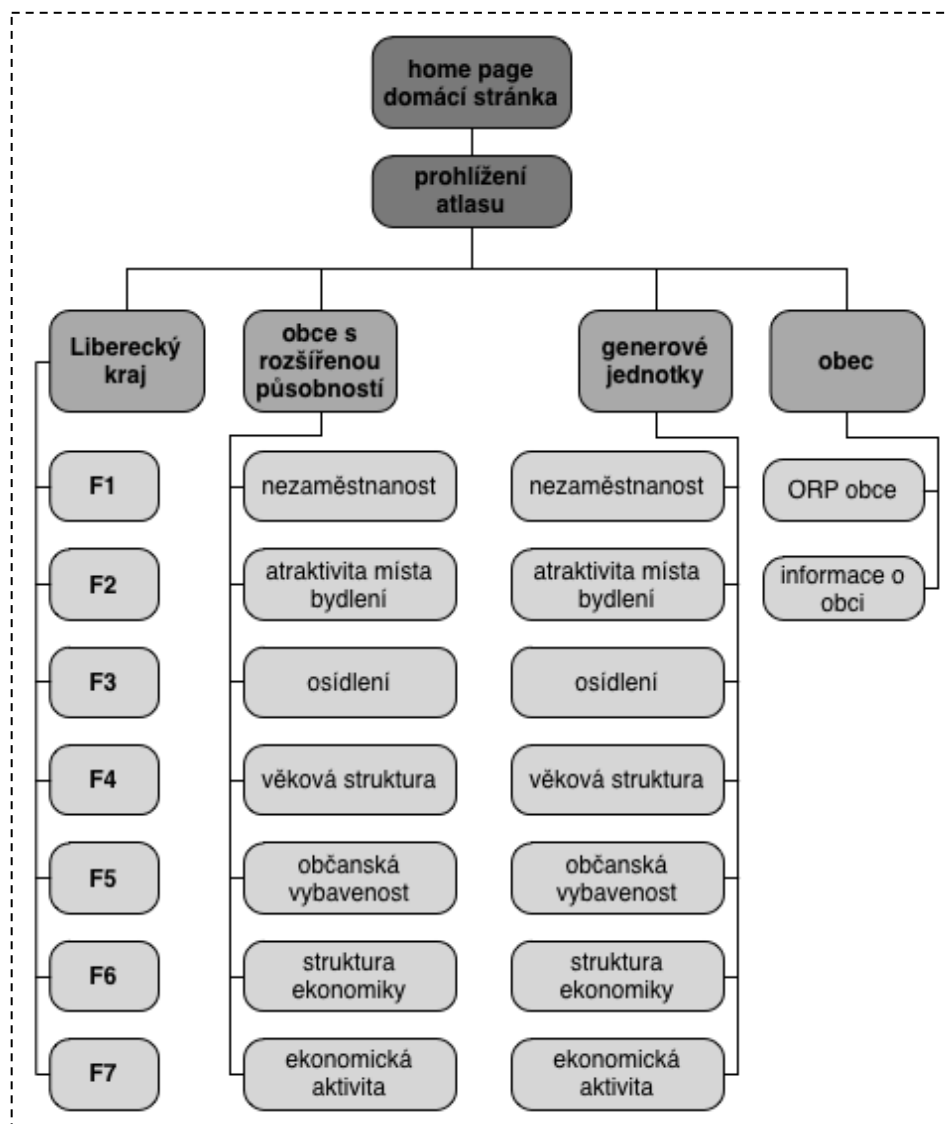 home page
domácí stránka
prohlížení
atlasu
Liberecký
kraj
obce s
rozšířenou
působností
generové
jednotky
obec
F1
nezaměstnanost
nezaměstnanost
ORP obce
F2
atraktivita místa
bydlení
atraktivita místa
bydlení
informace o
obci
F3
osídlení
osídlení
F4
věková struktura
věková struktura
F5
občanská
vybavenost
občanská
vybavenost
F6
struktura
ekonomiky
struktura
ekonomiky
F7
ekonomická
aktivita
ekonomická
aktivita